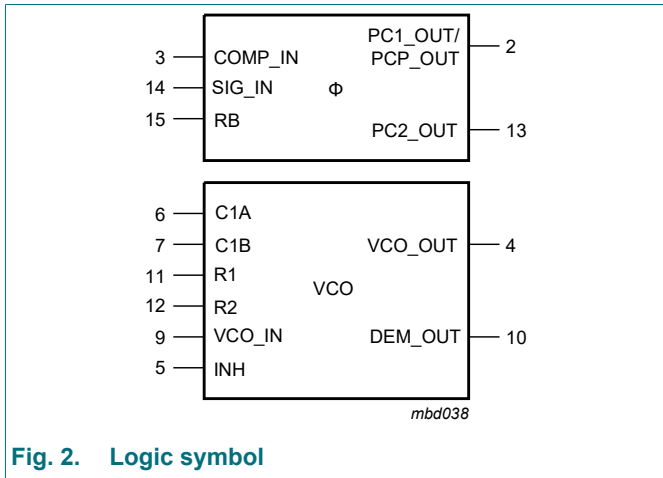 PC1_OUT/
PCP_OUT
2
3
COMP_IN
14
SIG_IN
Φ
15
RB
PC2_OUT
13
6
C1A
7
C1B
VCO_OUT
4
11
R1
VCO
12
R2
9
VCO_IN
DEM_OUT
10
5
INH
mbd038
Fig. 2. Logic symbol